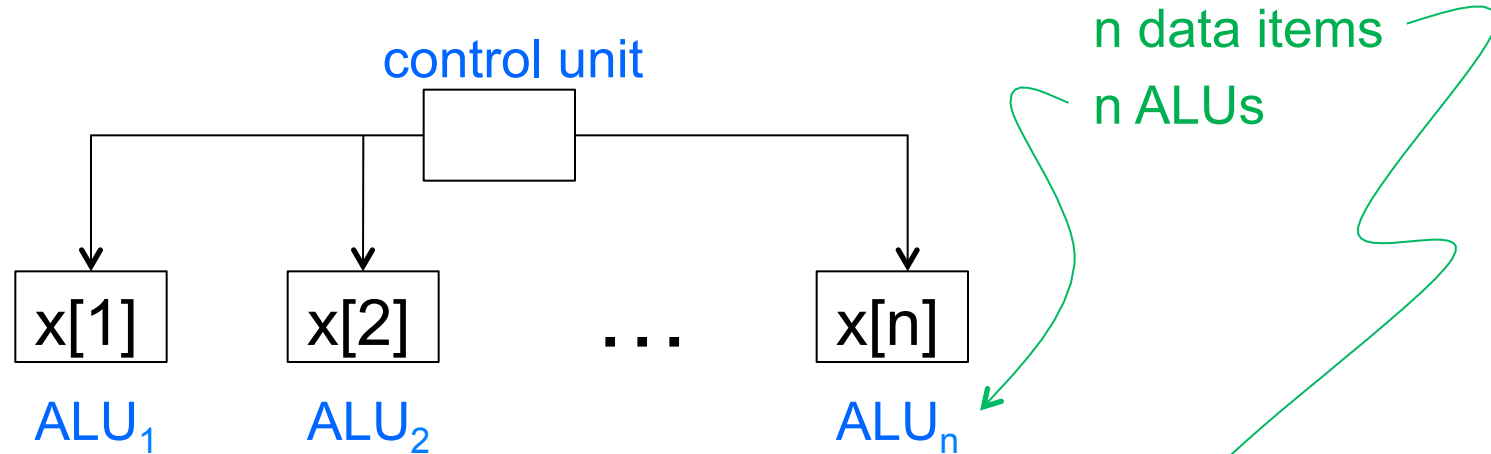 n data items
control unit
n ALUs
x[1] x[2] ... x[n]
ALU₁ ALU₂ ALUₙ